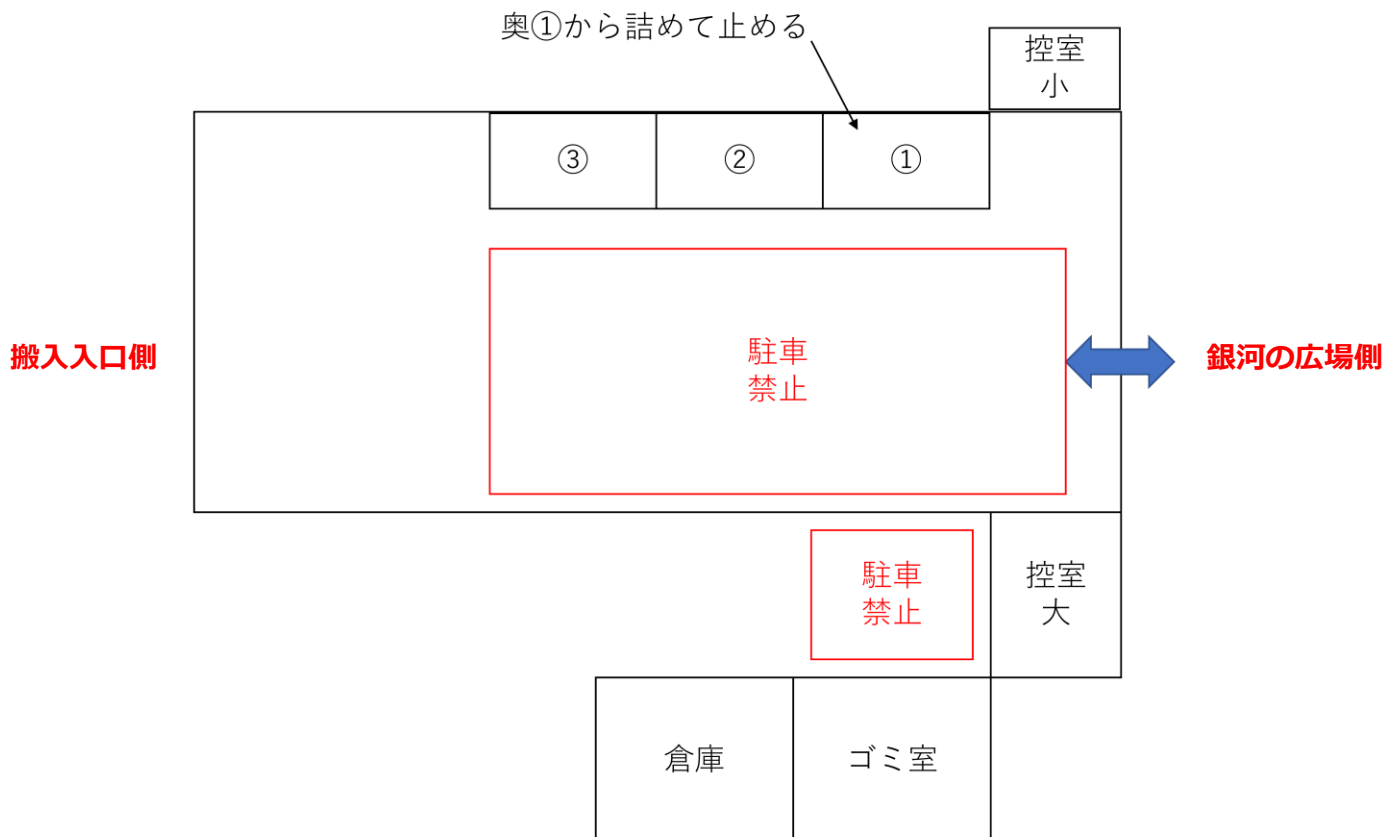 奥①から詰めて止める
控室
小
③
②
①
搬入入口側
駐車
禁止
銀河の広場側
駐車
禁止
控室
大
倉庫
ゴミ室